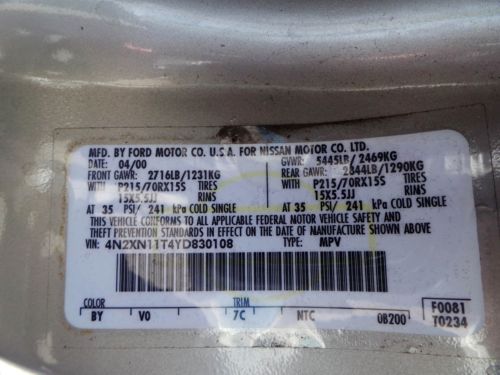 MFD. BY FORD MOTOR CO. U.S.A. FOR NISSAN MOTOR CO. LTD.
DATE: 04/00 GVWR: 5445LB/2469KG
FRONT GAWR: 2716LB/1231KG REAR GAWR: 2844LB/1290KG
WITH P215/70RX15S TIRES WITH P215/70RX15S TIRES
15X5.5JJ RIMS 15X5.5JJ RIMS
AT 35 PSI/ 241 kPa COLD SINGLE AT 35 PSI/ 241 kPa COLD SINGLE
THIS VEHICLE CONFORMS TO ALL APPLICABLE FEDERAL MOTOR VEHICLE SAFETY AND
THEFT PREVENTION STANDARDS IN EFFECT ON THE DATE OF MANUFACTURE SHOWN ABOVE
VIN: 4N2XN11T4YD830108 TYPE: MPV
COLOR TRIM
BY V0 7C NTC 0B200
F0081
T0234